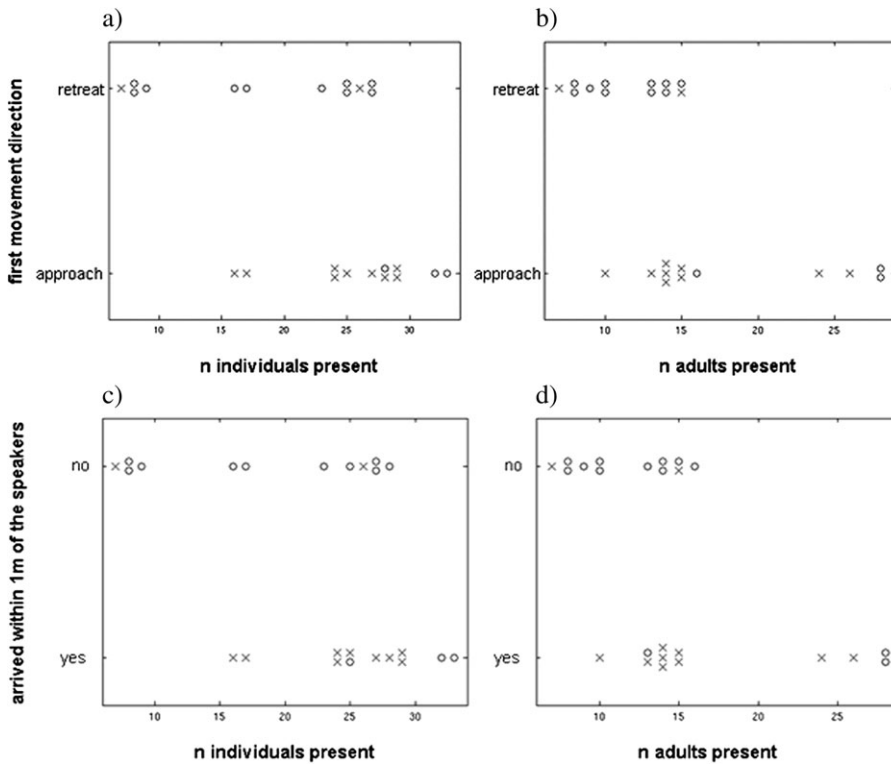 a)
b)
first movement direction
retreat
approach
10
15
20
25
30
n individuals present
retreat
approach
10
15
20
25
n adults present
c)
d)
arrived within 1m of the speakers
no
yes
10
15
20
25
30
n individuals present
no
yes
10
15
20
25
n adults present